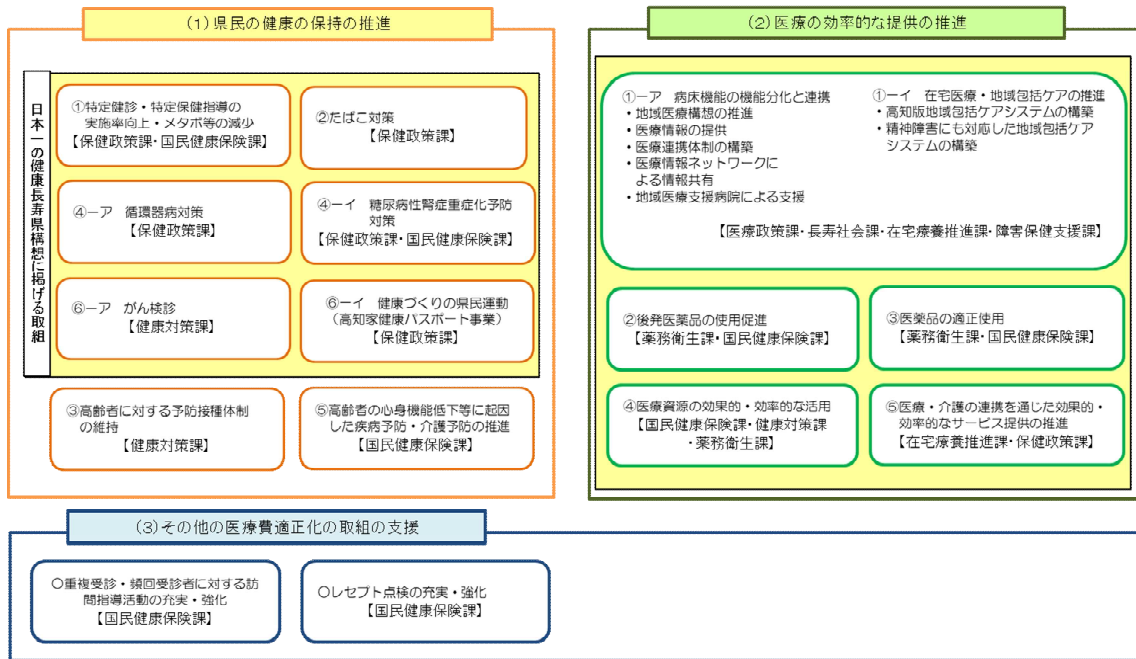 (1)県民の健康の保持の推進
日本一の健康長寿県構想に掲げる取組
①特定健診・特定保健指導の
実施率向上・メタボ等の減少
【保健政策課・国民健康保険課】
②たばこ対策
【保健政策課】
④ーア 循環器病対策
【保健政策課】
④ーイ 糖尿病性腎症重症化予防
対策
【保健政策課・国民健康保険課】
⑥ーア がん検診
【健康対策課】
⑥ーイ 健康づくりの県民運動
(高知家健康パスポート事業)
【保健政策課】
③高齢者に対する予防接種体制
の維持
【健康対策課】
⑤高齢者の心身機能低下等に起因
した疾病予防・介護予防の推進
【国民健康保険課】
(2)医療の効率的な提供の推進
①ーア 病床機能の機能分化と連携
・地域医療構想の推進
・医療情報の提供
・医療連携体制の構築
・医療情報ネットワークに
よる情報共有
・地域医療支援病院による支援
①ーイ 在宅医療・地域包括ケアの推進
・高知版地域包括ケアシステムの構築
・精神障害にも対応した地域包括ケア
システムの構築
【医療政策課・長寿社会課・在宅療養推進課・障害保健支援課】
②後発医薬品の使用促進
【薬務衛生課・国民健康保険課】
③医薬品の適正使用
【薬務衛生課・国民健康保険課】
④医療資源の効果的・効率的な活用
【国民健康保険課・健康対策課
・薬務衛生課】
⑤医療・介護の連携を通じた効果的・
効率的なサービス提供の推進
【在宅療養推進課・保健政策課】
(3)その他の医療費適正化の取組の支援
○重複受診・頻回受診者に対する訪
問指導活動の充実・強化
【国民健康保険課】
○レセプト点検の充実・強化
【国民健康保険課】